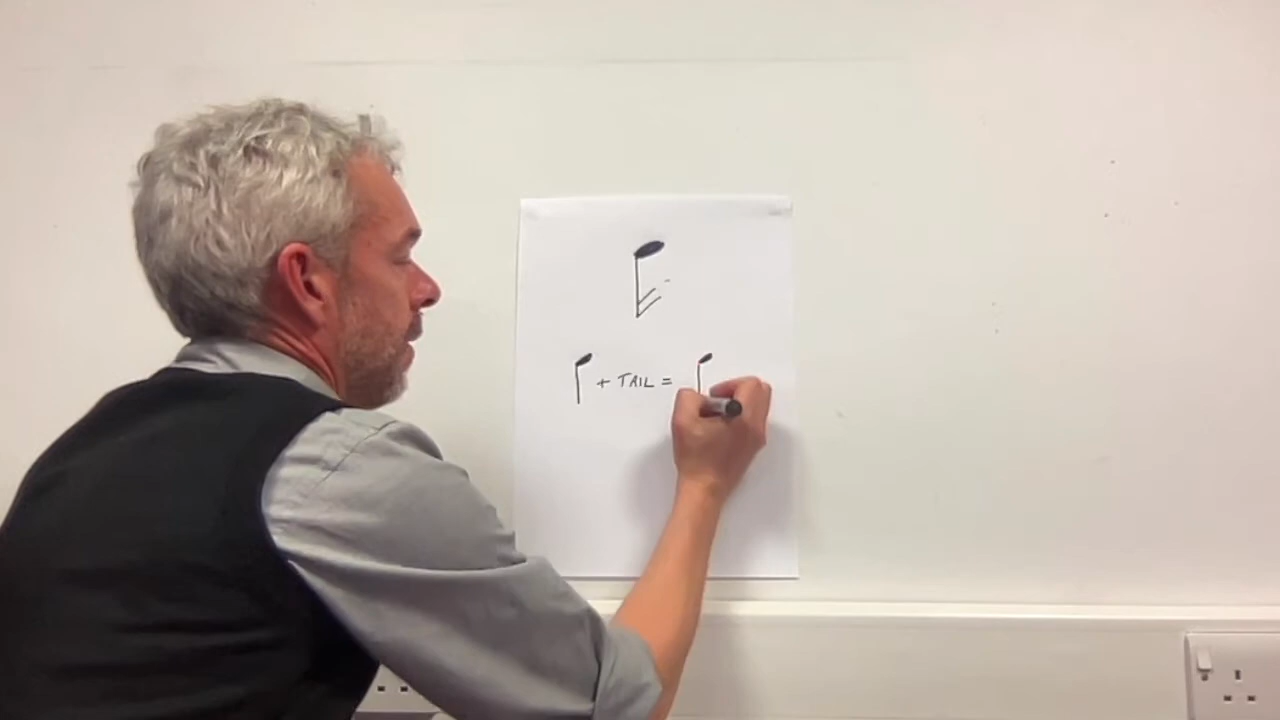 + TAIL =